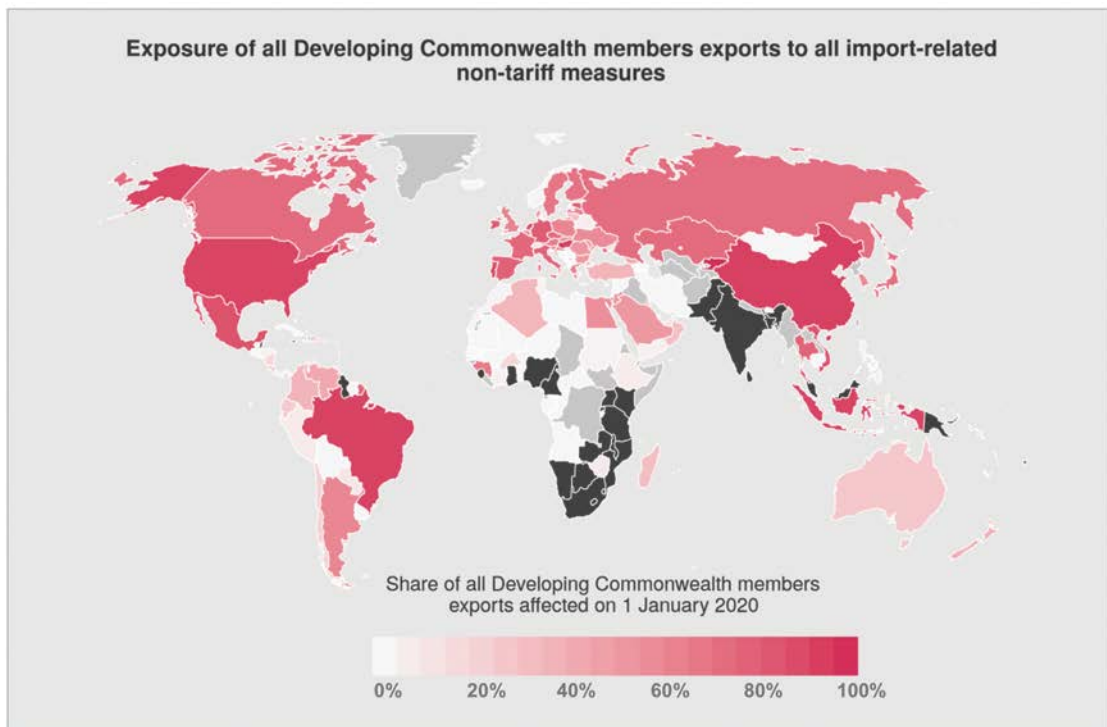 Exposure of all Developing Commonwealth members exports to all import-related
non-tariff measures
Share of all Developing Commonwealth members
exports affected on 1 January 2020
0% 20% 40% 60% 80% 100%